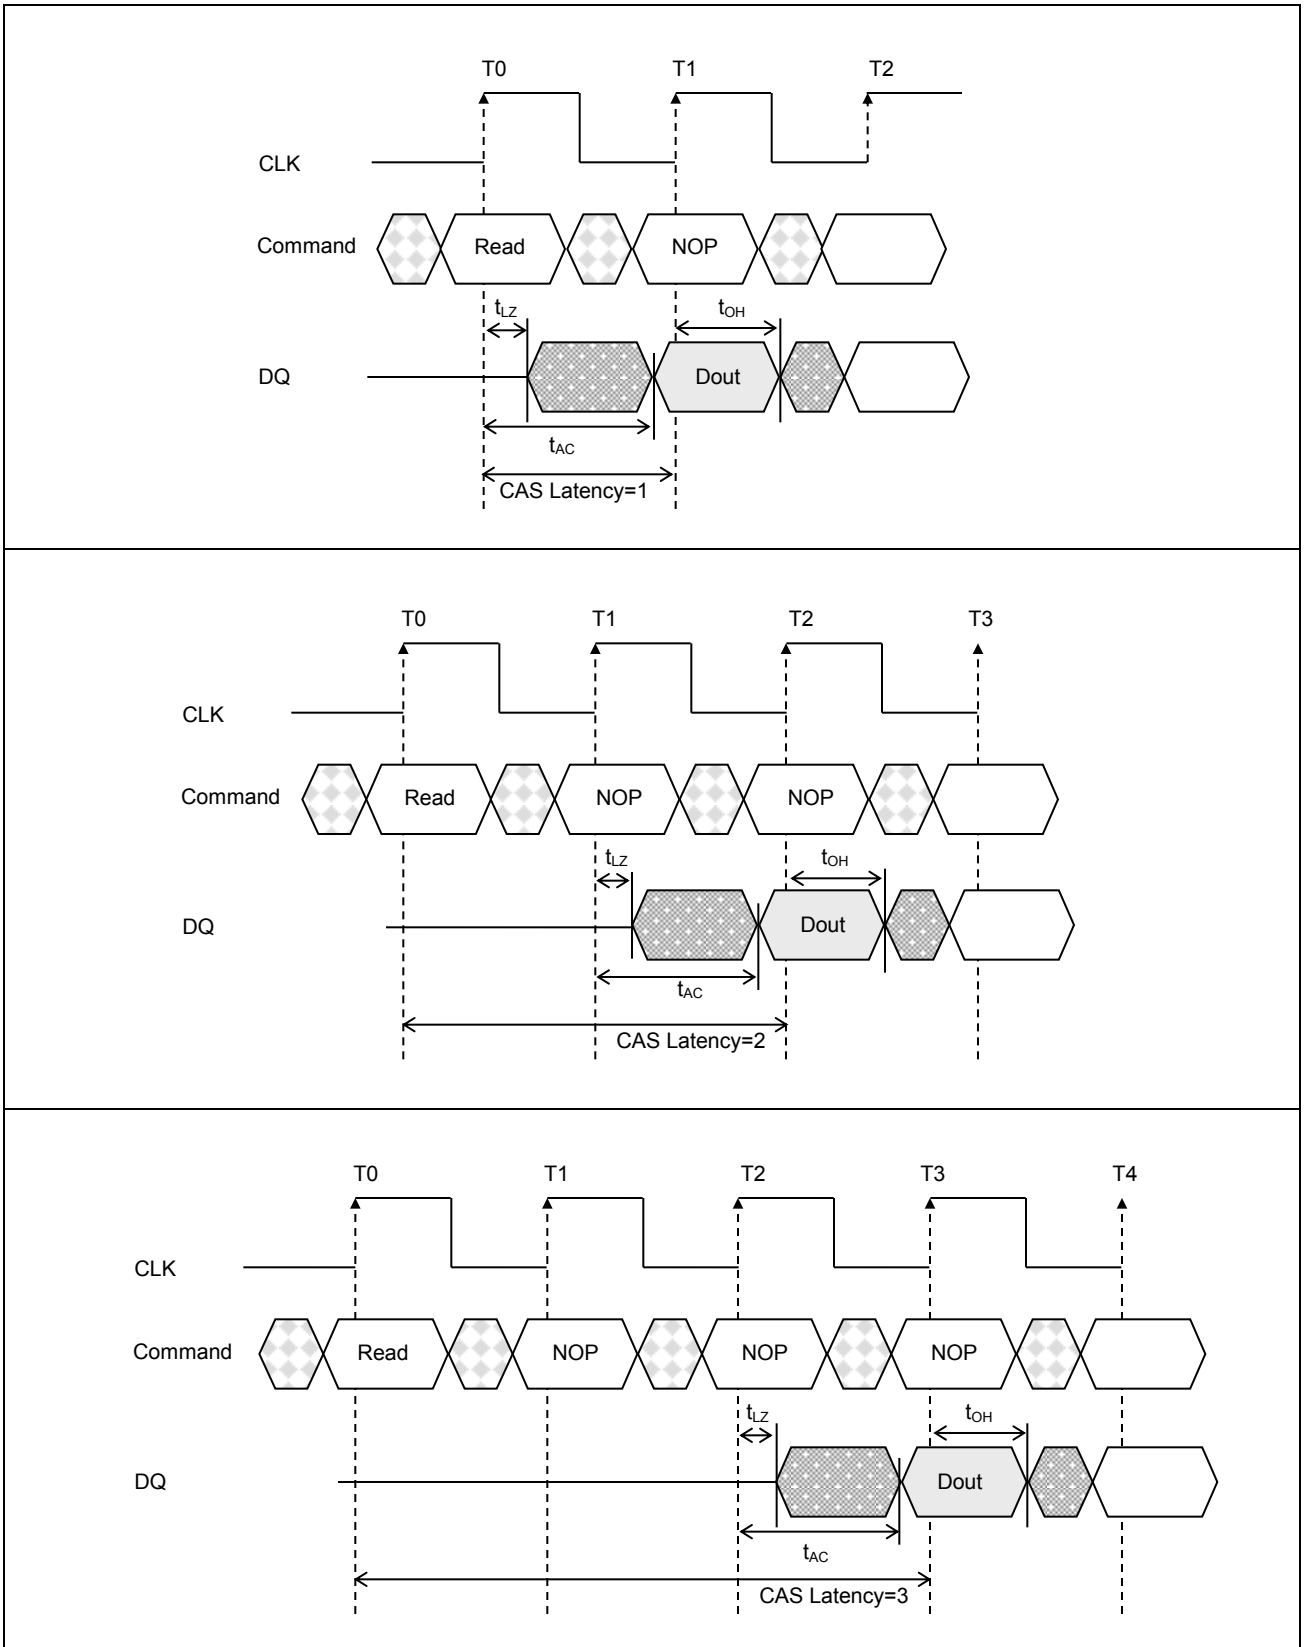 T0 T1 T2
CLK
Command Read NOP
tLZ tOH
DQ Dout
tAC
CAS Latency=1
T0 T1 T2 T3
CLK
Command Read NOP NOP
tLZ tOH
DQ Dout
tAC
CAS Latency=2
T0 T1 T2 T3 T4
CLK
Command Read NOP NOP NOP
tLZ tOH
DQ Dout
tAC
CAS Latency=3